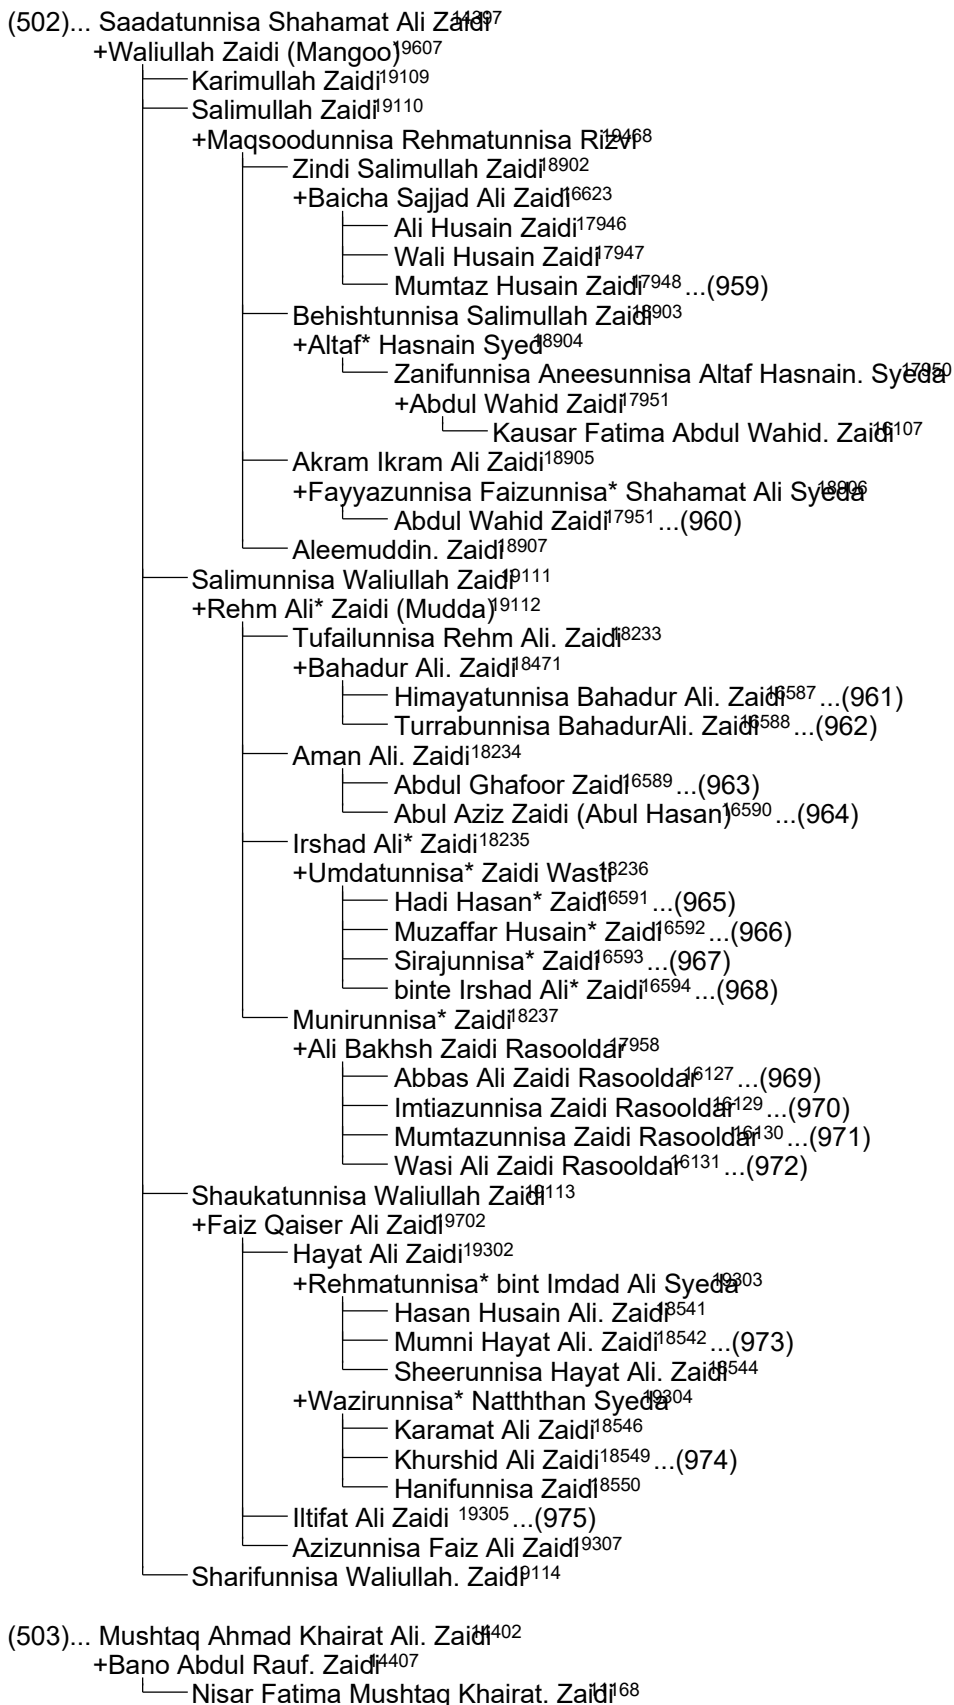 (502)... Saadatunnisa Shahamat Ali Zaidi14397
+Waliullah Zaidi (Mangoo)19607
Karimullah Zaidi19109
Salimullah Zaidi19110
+Maqsoodunnisa Rehmatunnisa Rizvi19468
Zindi Salimullah Zaidi18902
+Baicha Sajjad Ali Zaidi16623
Ali Husain Zaidi17946
Wali Husain Zaidi17947
Mumtaz Husain Zaidi17948 ...(959)
Behishtunnisa Salimullah Zaidi18903
+Altaf* Hasnain Syed18904
Zanifunnisa Aneesunnisa Altaf Hasnain. Syeda17950
+Abdul Wahid Zaidi17951
Kausar Fatima Abdul Wahid. Zaidi16107
Akram Ikram Ali Zaidi18905
+Fayyazunnisa Faizunnisa* Shahamat Ali Syeda18906
Abdul Wahid Zaidi17951 ...(960)
Aleemuddin. Zaidi18907
Salimunnisa Waliullah Zaidi19111
+Rehm Ali* Zaidi (Mudda)19112
Tufailunnisa Rehm Ali. Zaidi18233
+Bahadur Ali. Zaidi18471
Himayatunnisa Bahadur Ali. Zaidi16587 ...(961)
Turrabunnisa BahadurAli. Zaidi16588 ...(962)
Aman Ali. Zaidi18234
Abdul Ghafoor Zaidi16589 ...(963)
Abul Aziz Zaidi (Abul Hasan)16590 ...(964)
Irshad Ali* Zaidi18235
+Umdatunnisa* Zaidi Wasti18236
Hadi Hasan* Zaidi16591 ...(965)
Muzaffar Husain* Zaidi16592 ...(966)
Sirajunnisa* Zaidi16593 ...(967)
binte Irshad Ali* Zaidi16594 ...(968)
Munirunnisa* Zaidi18237
+Ali Bakhsh Zaidi Rasooldar17958
Abbas Ali Zaidi Rasooldar16127 ...(969)
Imtiazunnisa Zaidi Rasooldar16129 ...(970)
Mumtazunnisa Zaidi Rasooldar16130 ...(971)
Wasi Ali Zaidi Rasooldar16131 ...(972)
Shaukatunnisa Waliullah Zaidi19113
+Faiz Qaiser Ali Zaidi19702
Hayat Ali Zaidi19302
+Rehmatunnisa* bint Imdad Ali Syeda19303
Hasan Husain Ali. Zaidi18541
Mumni Hayat Ali. Zaidi18542 ...(973)
Sheerunnisa Hayat Ali. Zaidi18544
+Wazirunnisa* Natththan Syeda19304
Karamat Ali Zaidi18546
Khurshid Ali Zaidi18549 ...(974)
Hanifunnisa Zaidi18550
Iltifat Ali Zaidi 19305 ...(975)
Azizunnisa Faiz Ali Zaidi19307
Sharifunnisa Waliullah. Zaidi19114
(503)... Mushtaq Ahmad Khairat Ali. Zaidi14402
+Bano Abdul Rauf. Zaidi14407
Nisar Fatima Mushtaq Khairat. Zaidi11168